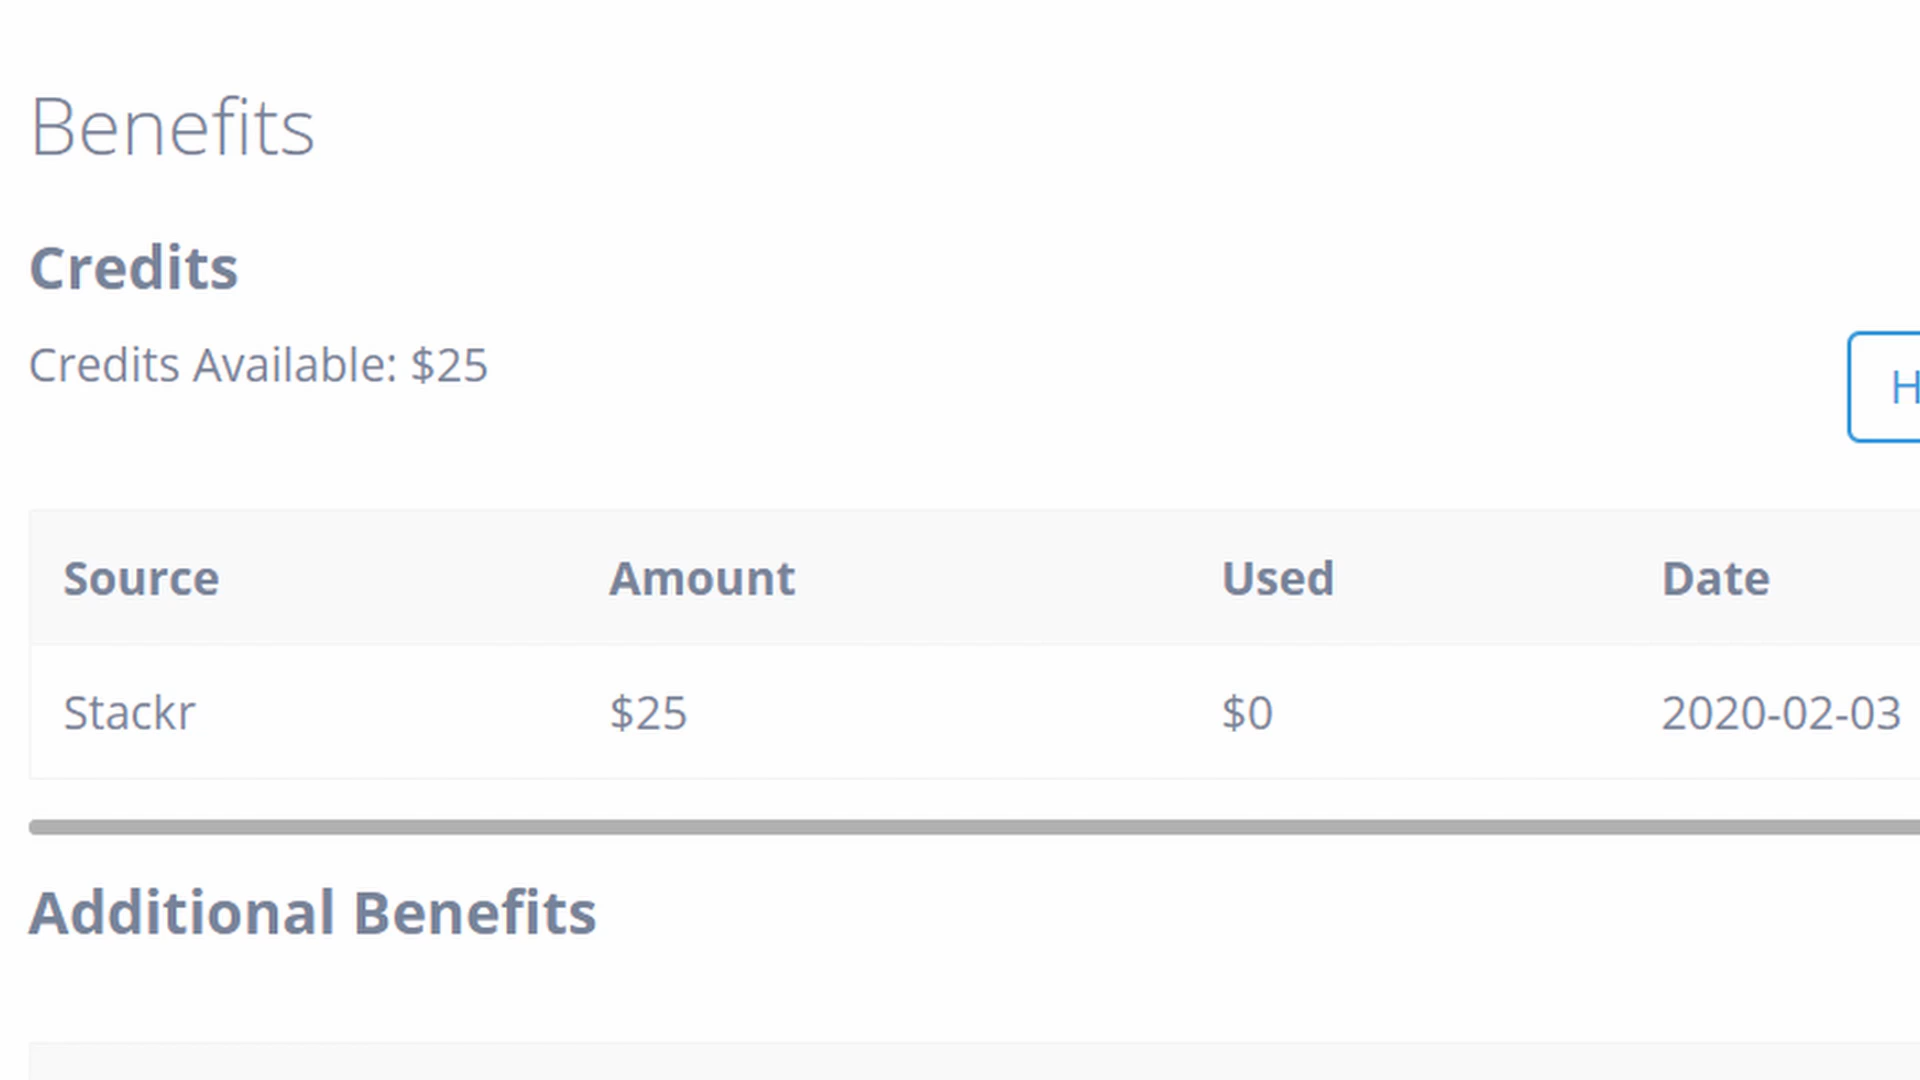 Benefits
Credits
Credits Available: $25
Source Amount Used Date
Stackr $25 $0 2020-02-03
Additional Benefits